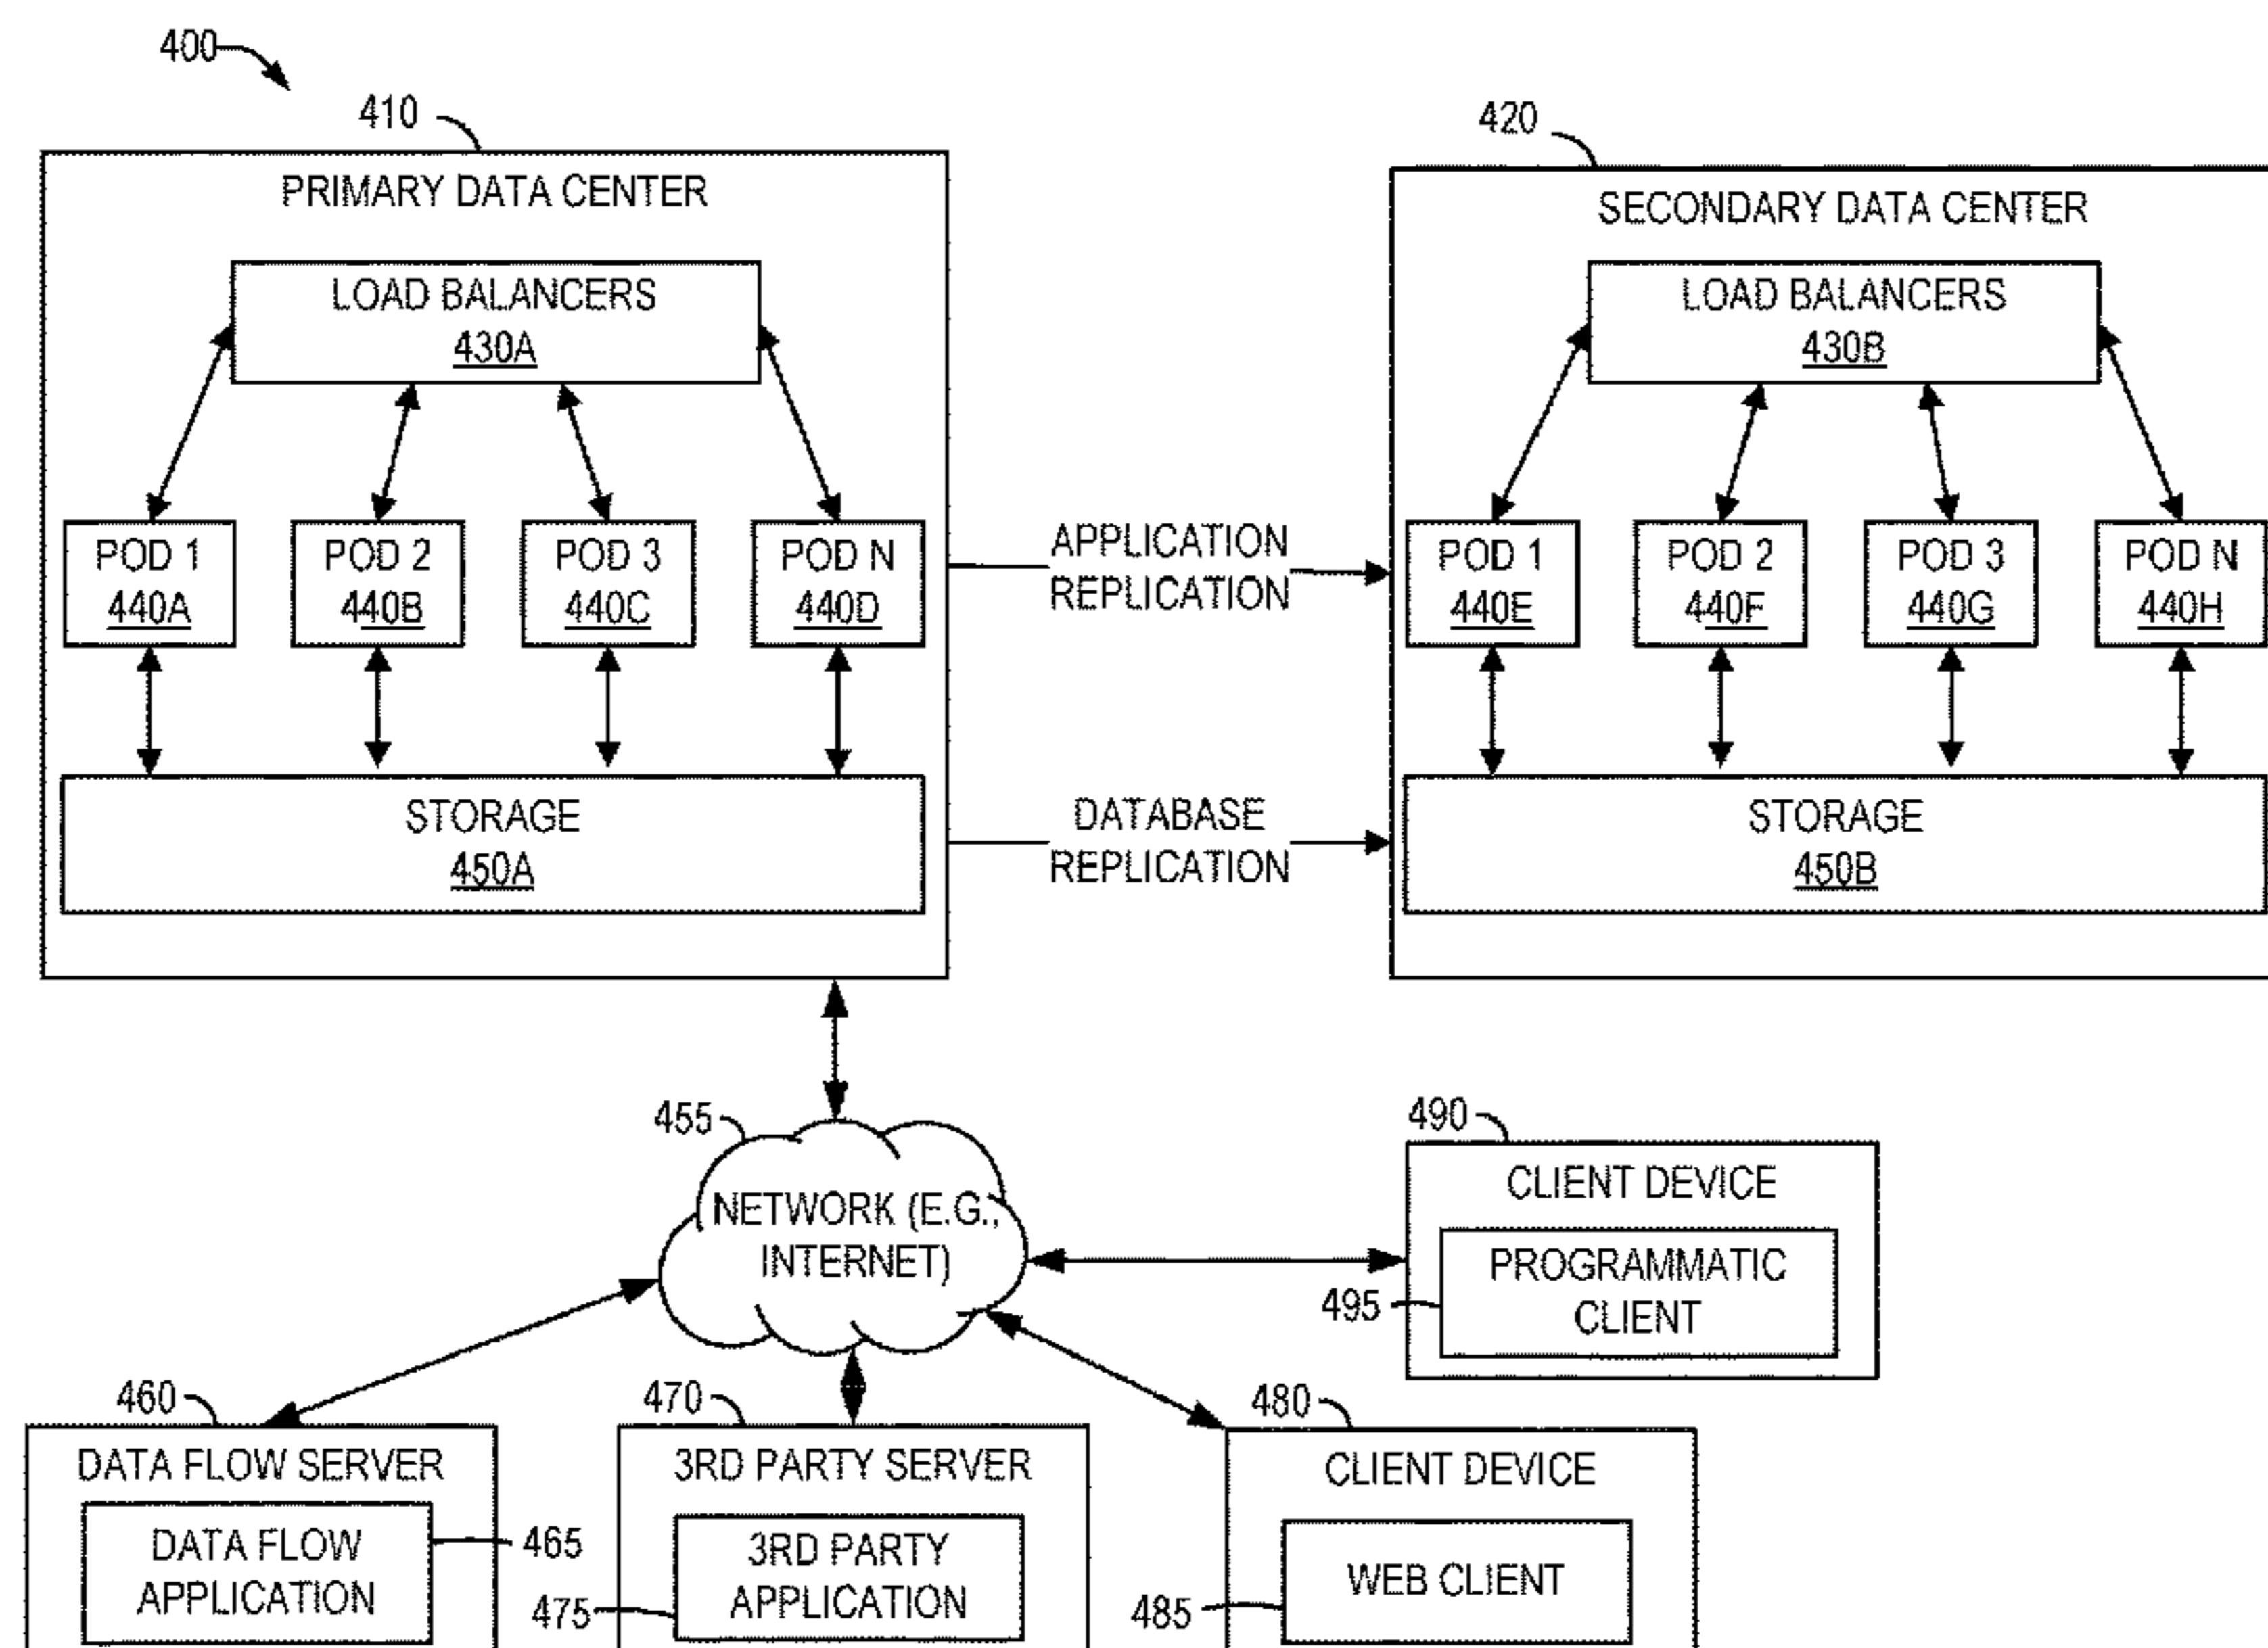 400
410
PRIMARY DATA CENTER
LOAD BALANCERS
430A
POD 1
440A
POD 2
440B
POD 3
440C
POD N
440D
STORAGE
450A
APPLICATION
REPLICATION
DATABASE
REPLICATION
420
SECONDARY DATA CENTER
LOAD BALANCERS
430B
POD 1
440E
POD 2
440F
POD 3
440G
POD N
440H
STORAGE
450B
455
NETWORK (E.G.,
INTERNET)
490
CLIENT DEVICE
PROGRAMMATIC
CLIENT
495
460
DATA FLOW SERVER
DATA FLOW
APPLICATION
465
470
3RD PARTY SERVER
3RD PARTY
APPLICATION
475
480
CLIENT DEVICE
WEB CLIENT
485